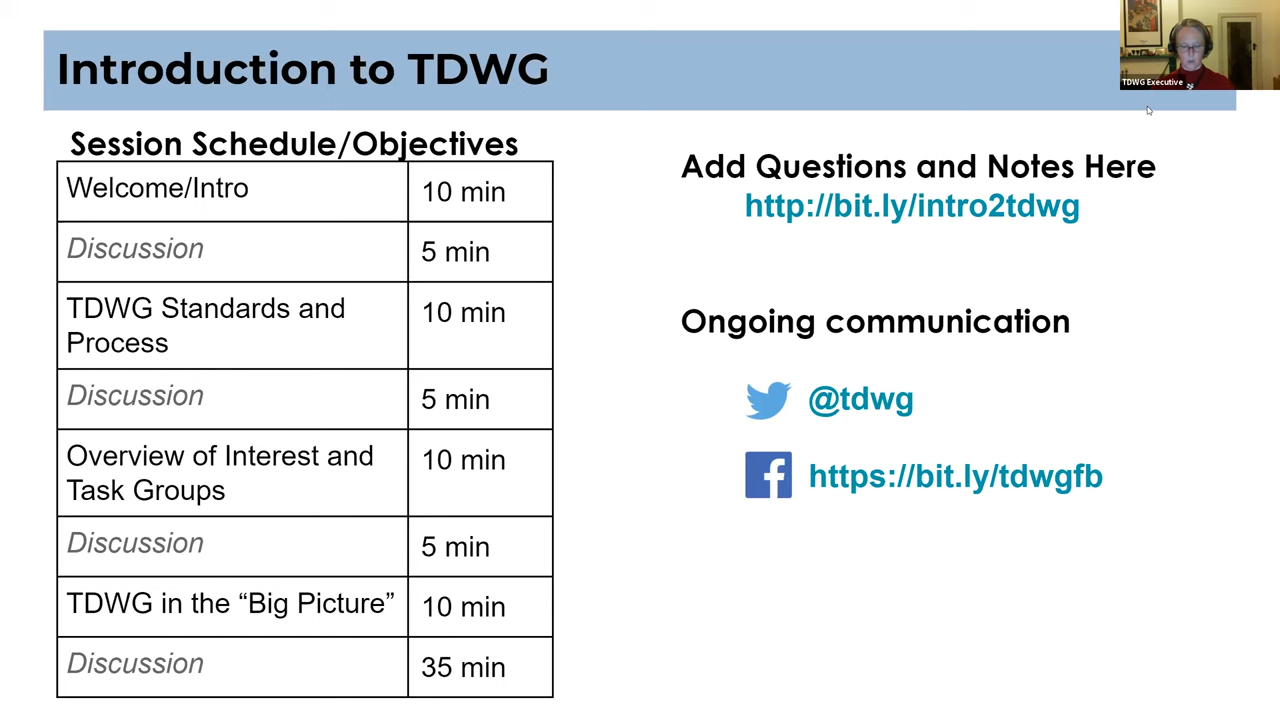 Introduction to TDWG
TDWG Executive
Session Schedule/Objectives
Welcome/Intro
10 min
Discussion
5 min
TDWG Standards and
Process
10 min
Discussion
5 min
Overview of Interest and
Task Groups
10 min
Discussion
5 min
TDWG in the “Big Picture”
10 min
Discussion
35 min
Add Questions and Notes Here
http://bit.ly/intro2tdwg
Ongoing communication
@tdwg
https://bit.ly/tdwgfb